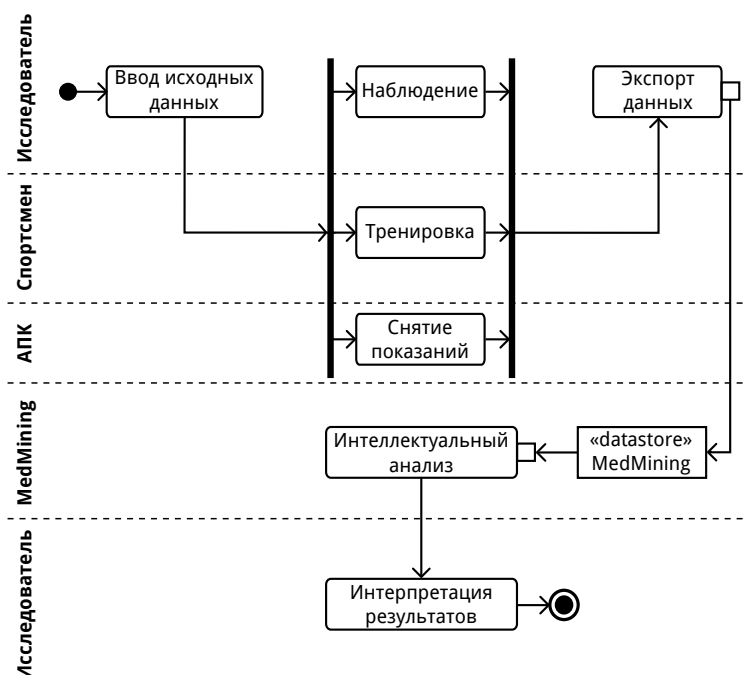 Исследователь
Ввод исходных
данных
Наблюдение
Экспорт
данных
Спортсмен
Тренировка
АПК
Снятие
показаний
MedMining
Интеллектуальный
анализ
«datastore»
MedMining
Исследователь
Интерпретация
результатов